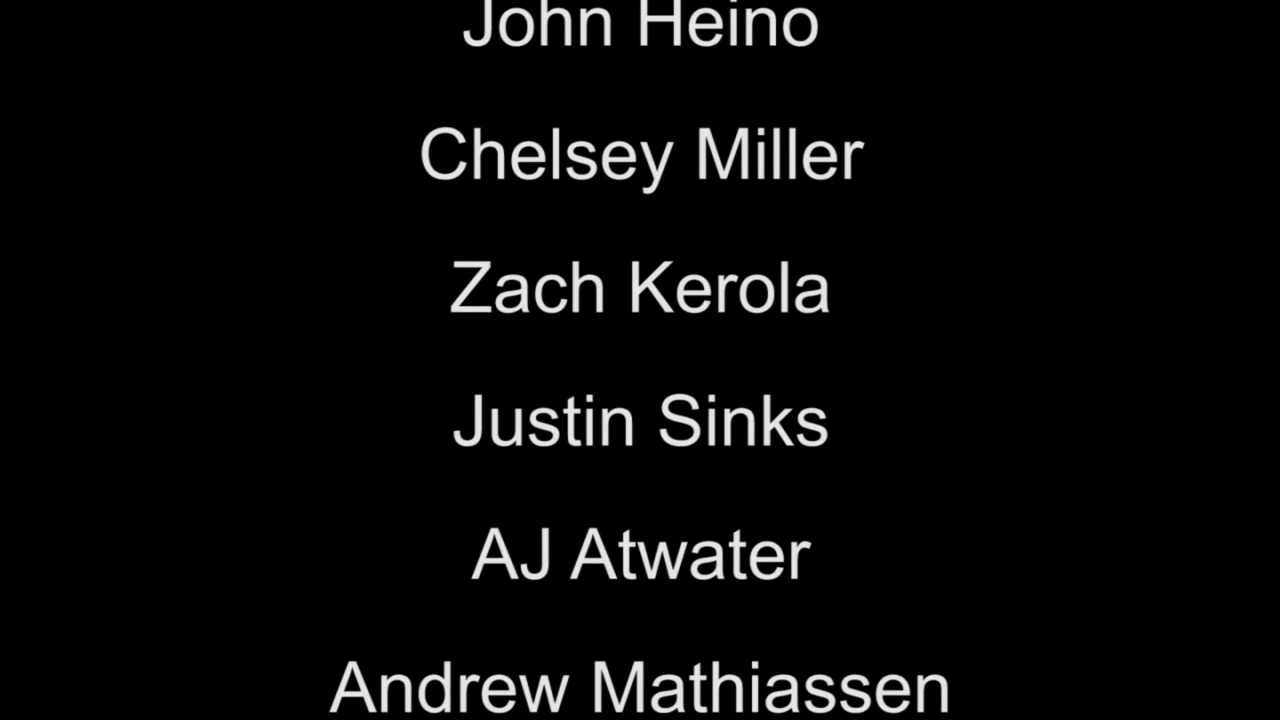 John Heino
Chelsey Miller
Zach Kerola
Justin Sinks
AJ Atwater
Andrew Mathiassen